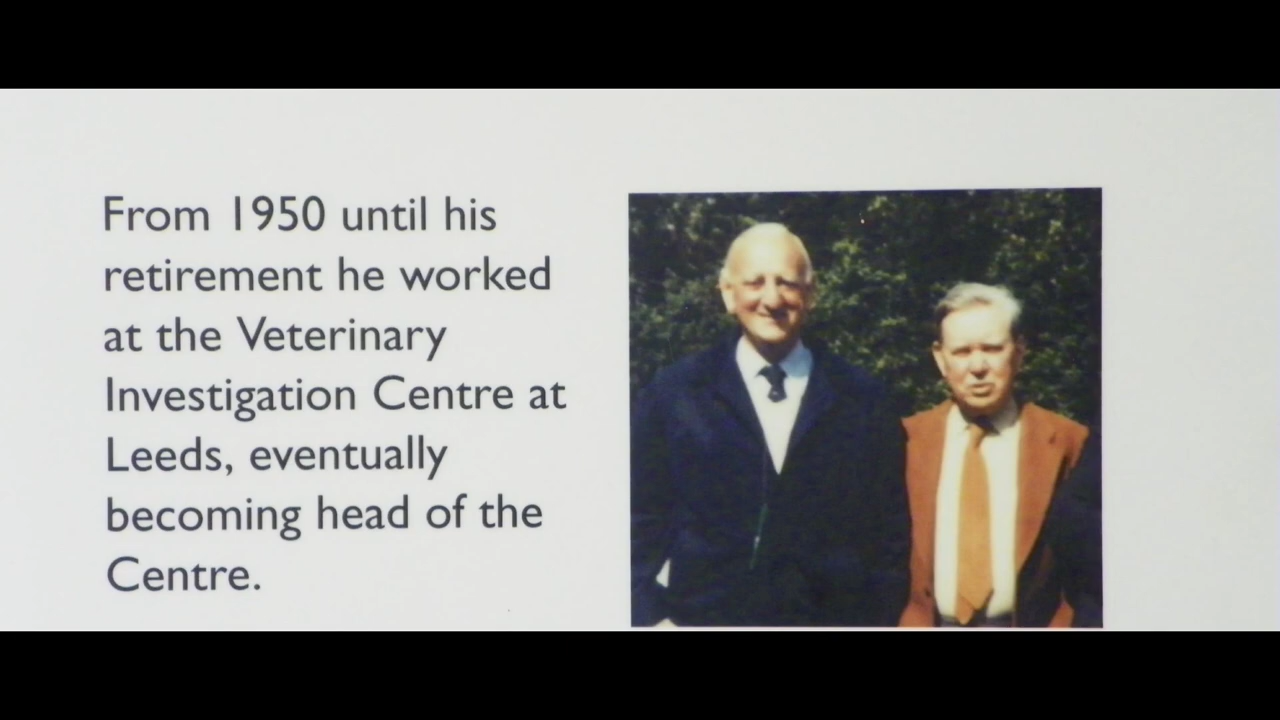 From 1950 until his
retirement he worked
at the Veterinary
Investigation Centre at
Leeds, eventually
becoming head of the
Centre.